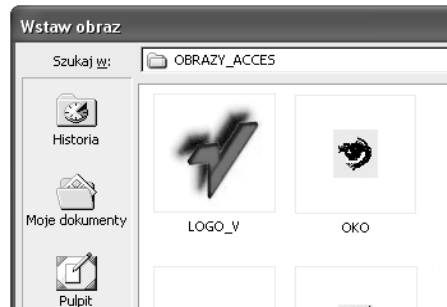 Wstaw obraz
Szukaj w:
OBRAZY_ACCES
Historia
Moje dokumenty
Pulpit
LOGO_V
OKO